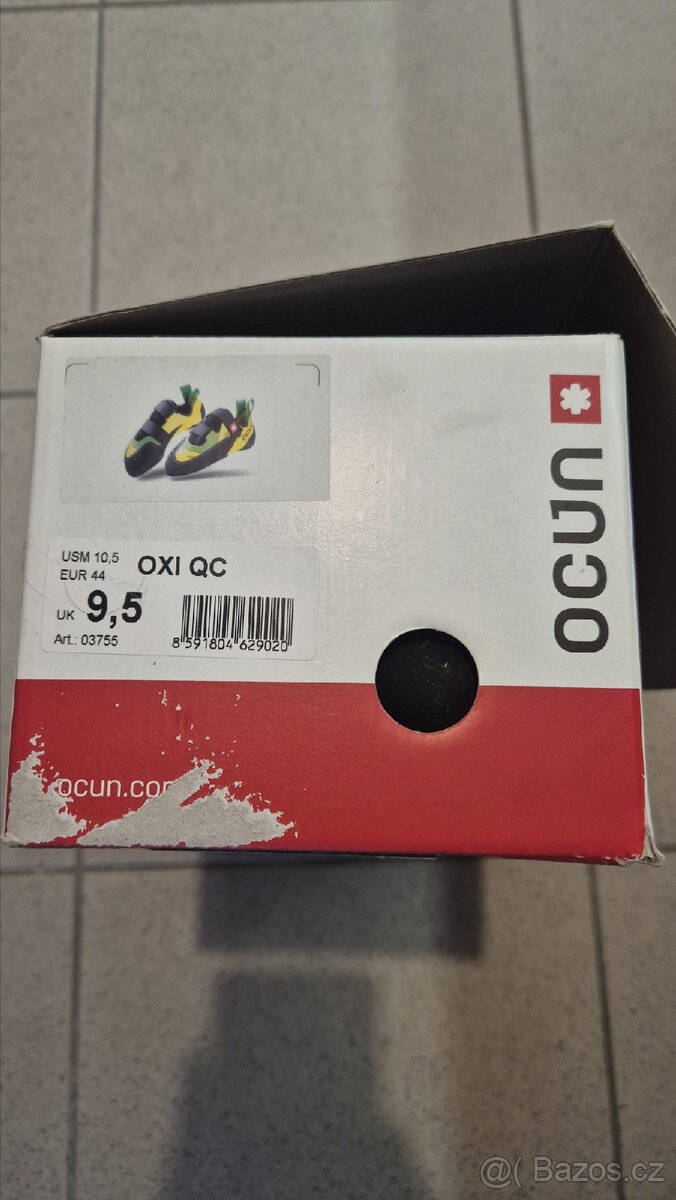 USM 10,5
EUR 44
OXI QC
UK 9,5
Art.: 03755
8 591804 629020
ocun
ocun.co
@( Bazos.cz